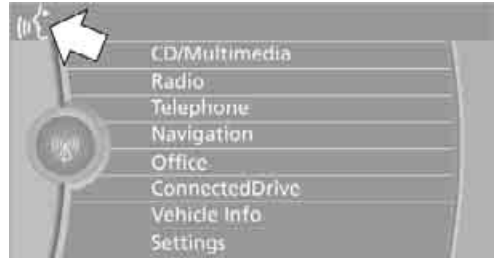 CD/Multimedia
Radio
Telephone
Navigation
Office
ConnectedDrive
Vehicle Info
Settings